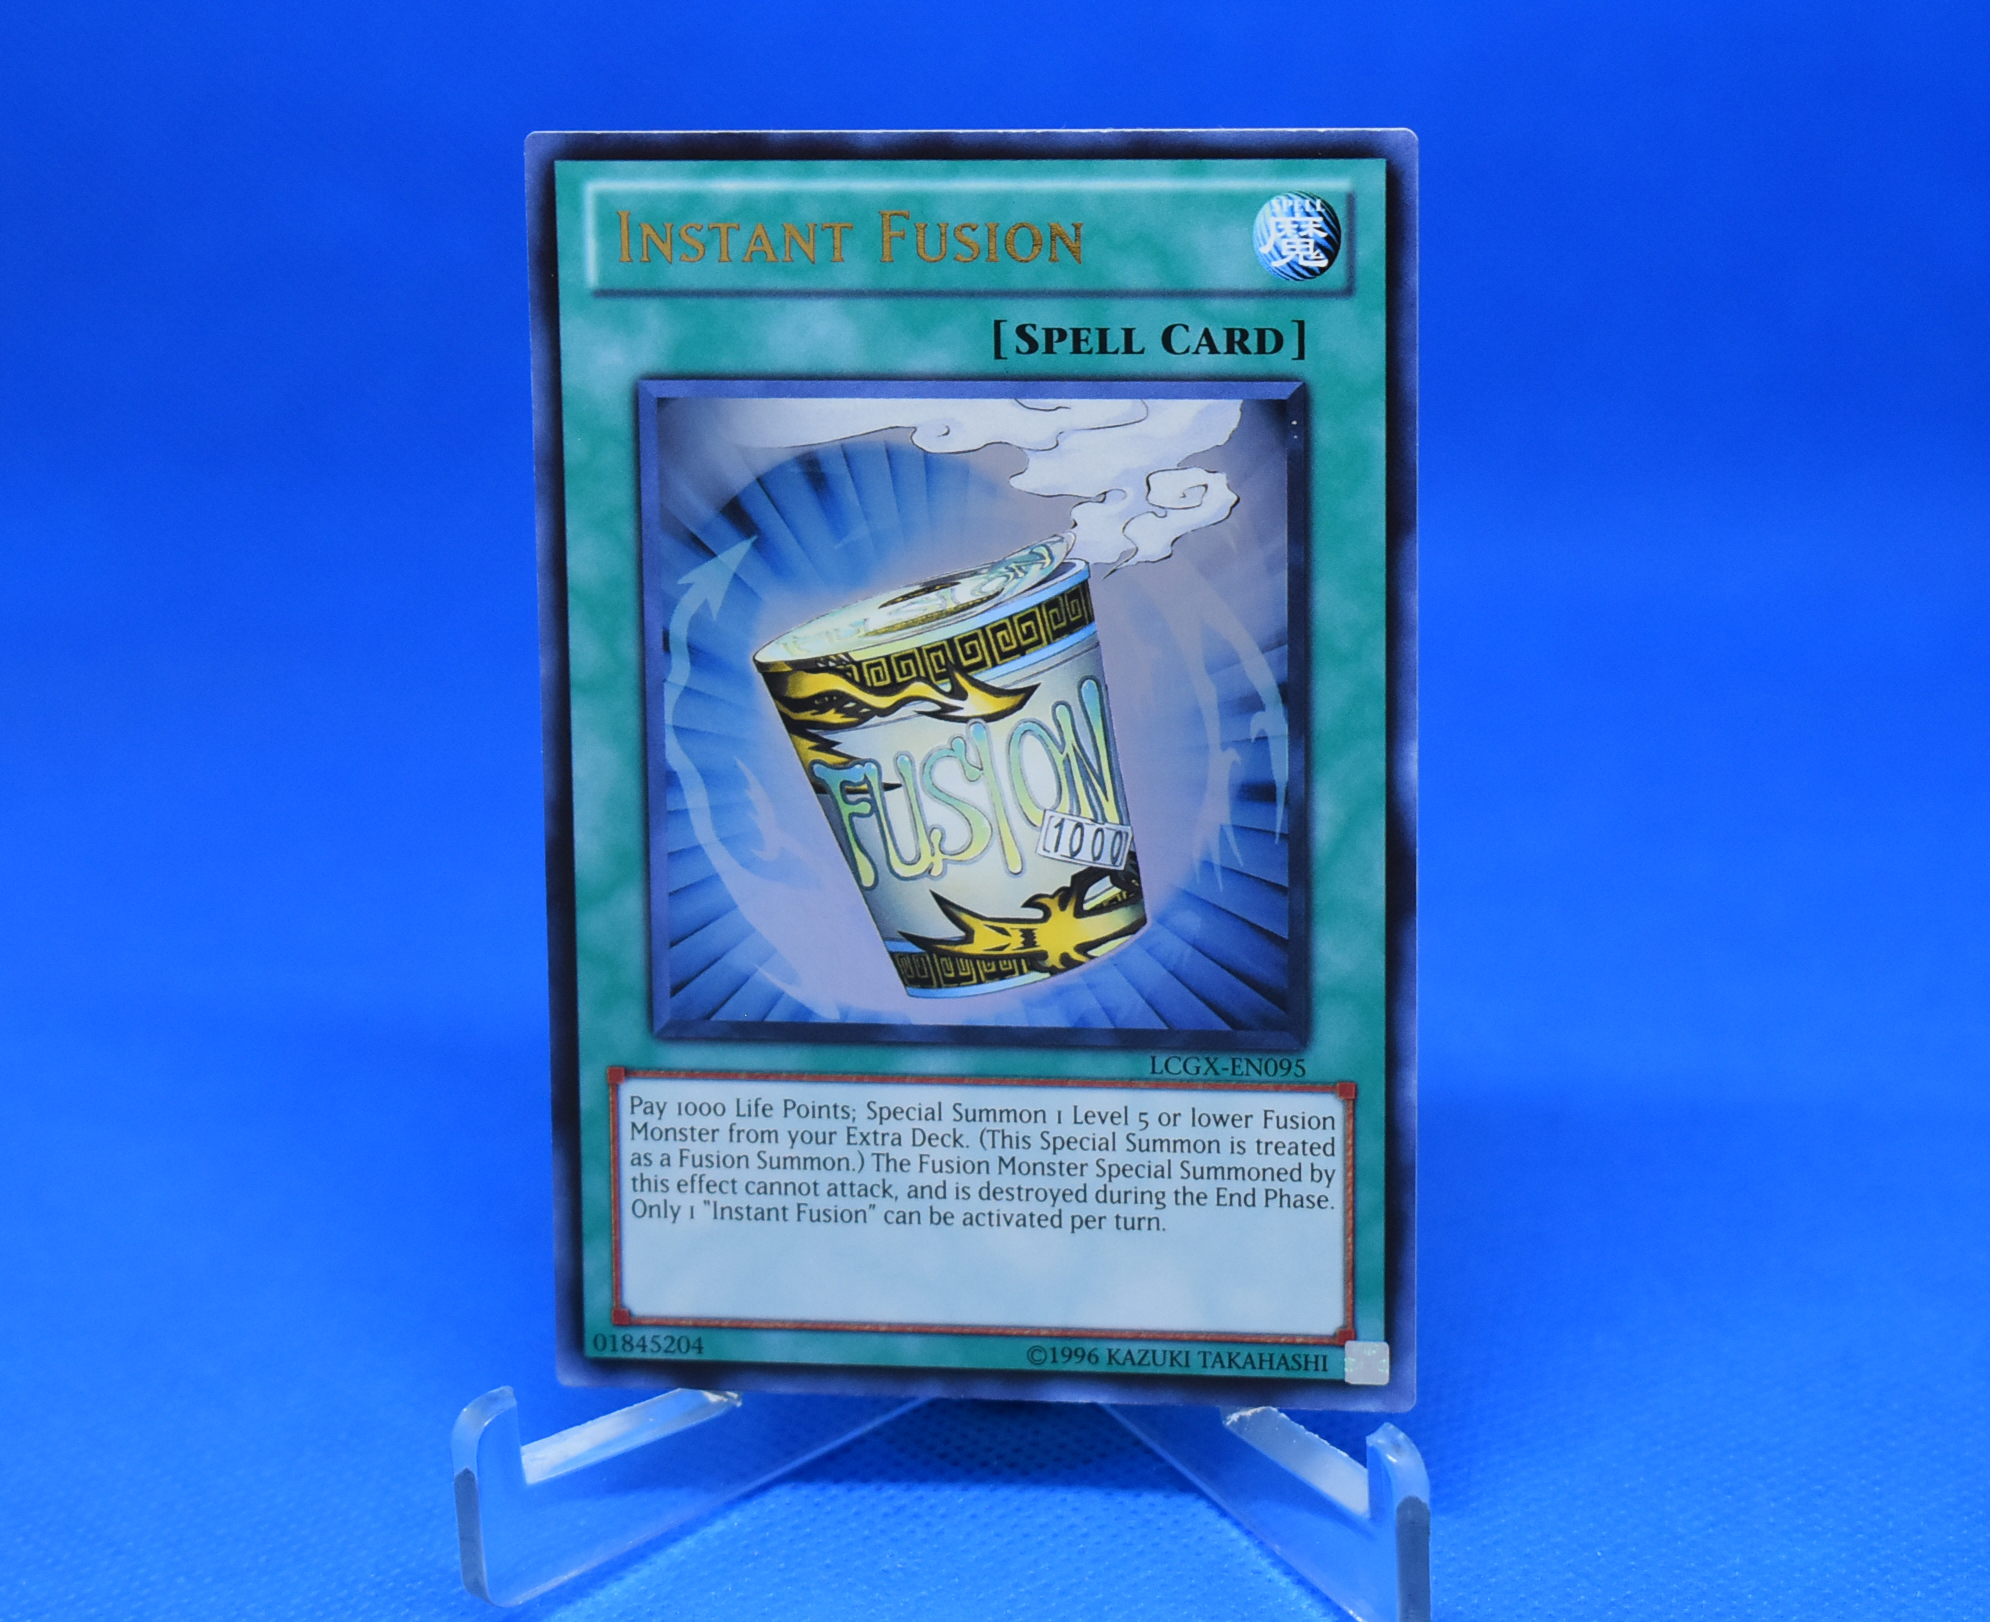 INSTANT FUSION
SPELL
魔
[SPELL CARD]
FUSION
1000
LCGX-EN095
Pay 1000 Life Points; Special Summon 1 Level 5 or lower Fusion
Monster from your Extra Deck. (This Special Summon is treated
as a Fusion Summon.) The Fusion Monster Special Summoned by
this effect cannot attack, and is destroyed during the End Phase.
Only 1 "Instant Fusion" can be activated per turn.
01845204
©1996 KAZUKI TAKAHASHI